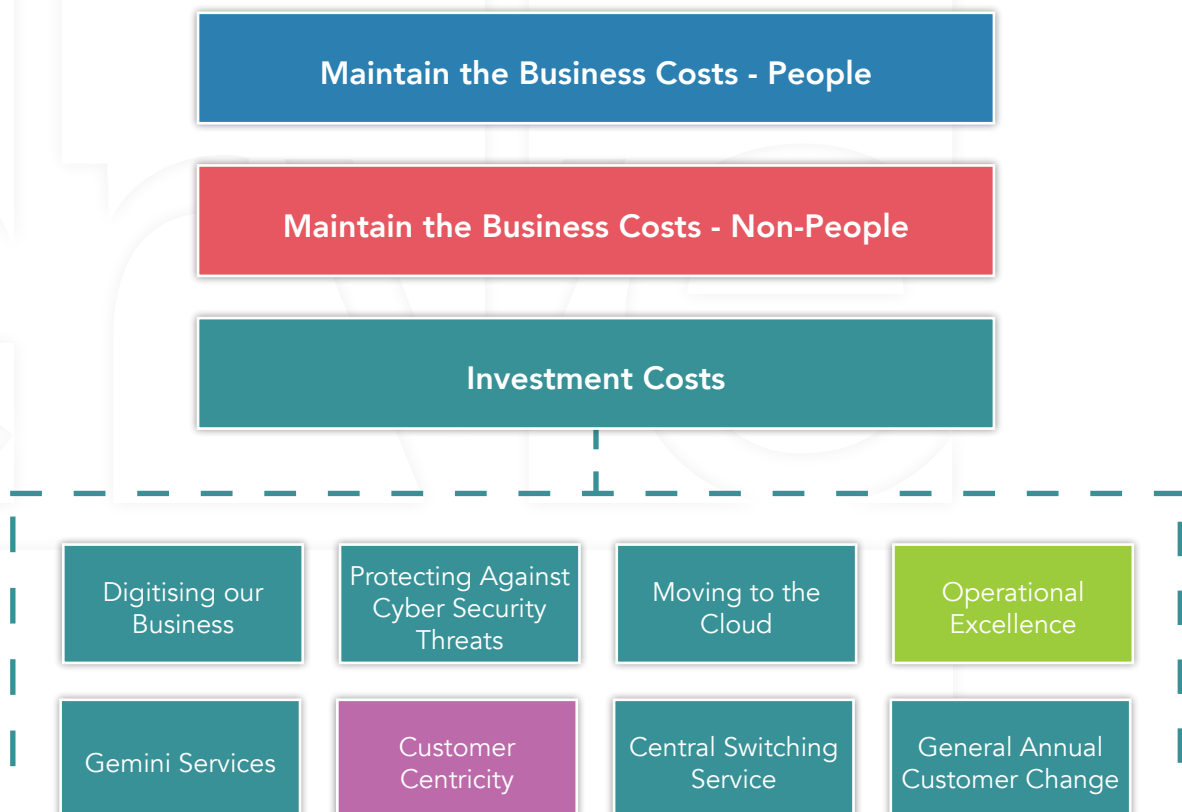 Maintain the Business Costs - People
Maintain the Business Costs - Non-People
Investment Costs
Digitising our
Business
Protecting Against
Cyber Security
Threats
Moving to the
Cloud
Operational
Excellence
Gemini Services
Customer
Centricity
Central Switching
Service
General Annual
Customer Change